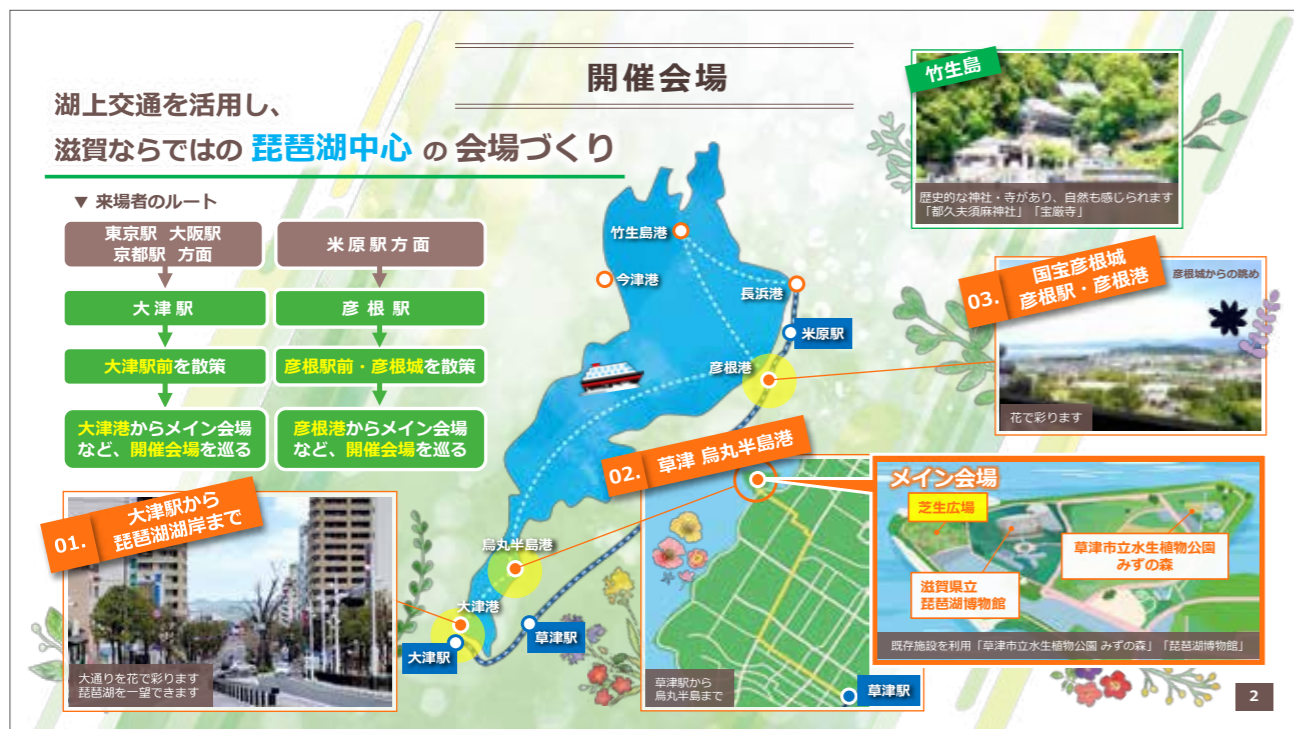 開催会場
湖上交通を活用し、
滋賀ならではの 琵琶湖中心 の 会場づくり
▼ 来場者のルート
東京駅 大阪駅
京都駅 方面
大津駅
大津駅前を散策
大津港からメイン会場
など、開催会場を巡る
米原駅方面
彦根駅
彦根駅前・彦根城を散策
彦根港からメイン会場
など、開催会場を巡る
竹生島
歴史的な神社・寺があり、自然も感じられます
「都久夫須麻神社」「宝厳寺」
竹生島港
今津港
長浜港
米原駅
彦根港
烏丸半島港
大津港
大津駅
草津駅
03.
国宝彦根城
彦根駅・彦根港
彦根城からの眺め
花で彩ります
01.
大津駅から
琵琶湖湖岸まで
大通りを花で彩ります
琵琶湖を一望できます
02.
草津 烏丸半島港
草津駅から
烏丸半島まで
草津駅
メイン会場
芝生広場
滋賀県立
琵琶湖博物館
草津市立水生植物公園
みずの森
既存施設を利用「草津市立水生植物公園 みずの森」「琵琶湖博物館」
2